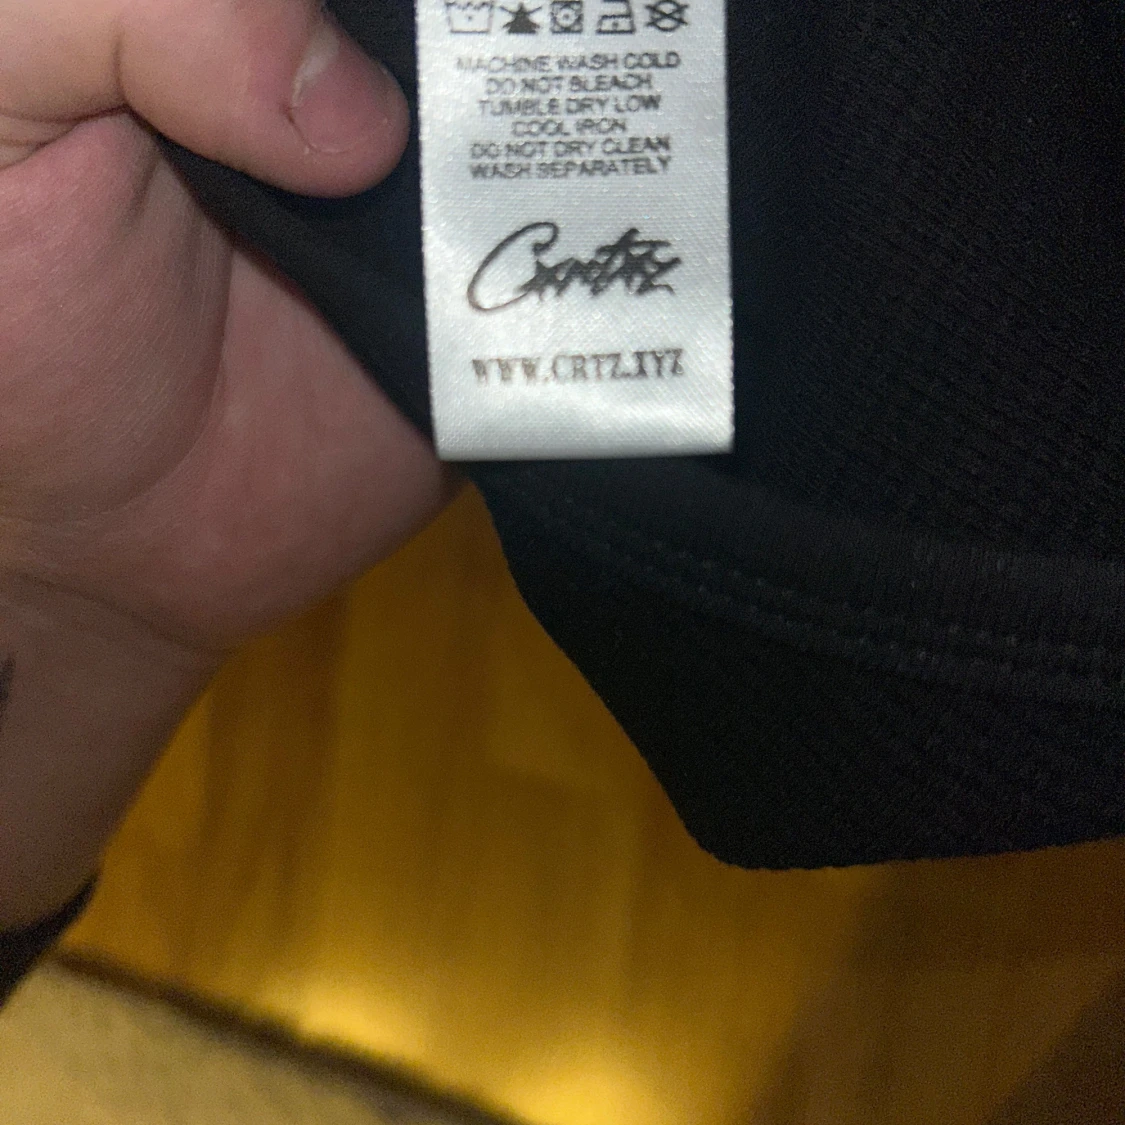 MACHINE WASH COLD
DO NOT BLEACH
TUMBLE DRY LOW
COOL IRON
DO NOT DRY CLEAN
WASH SEPARATELY
Crtz
WWW.CRTZ.XYZ